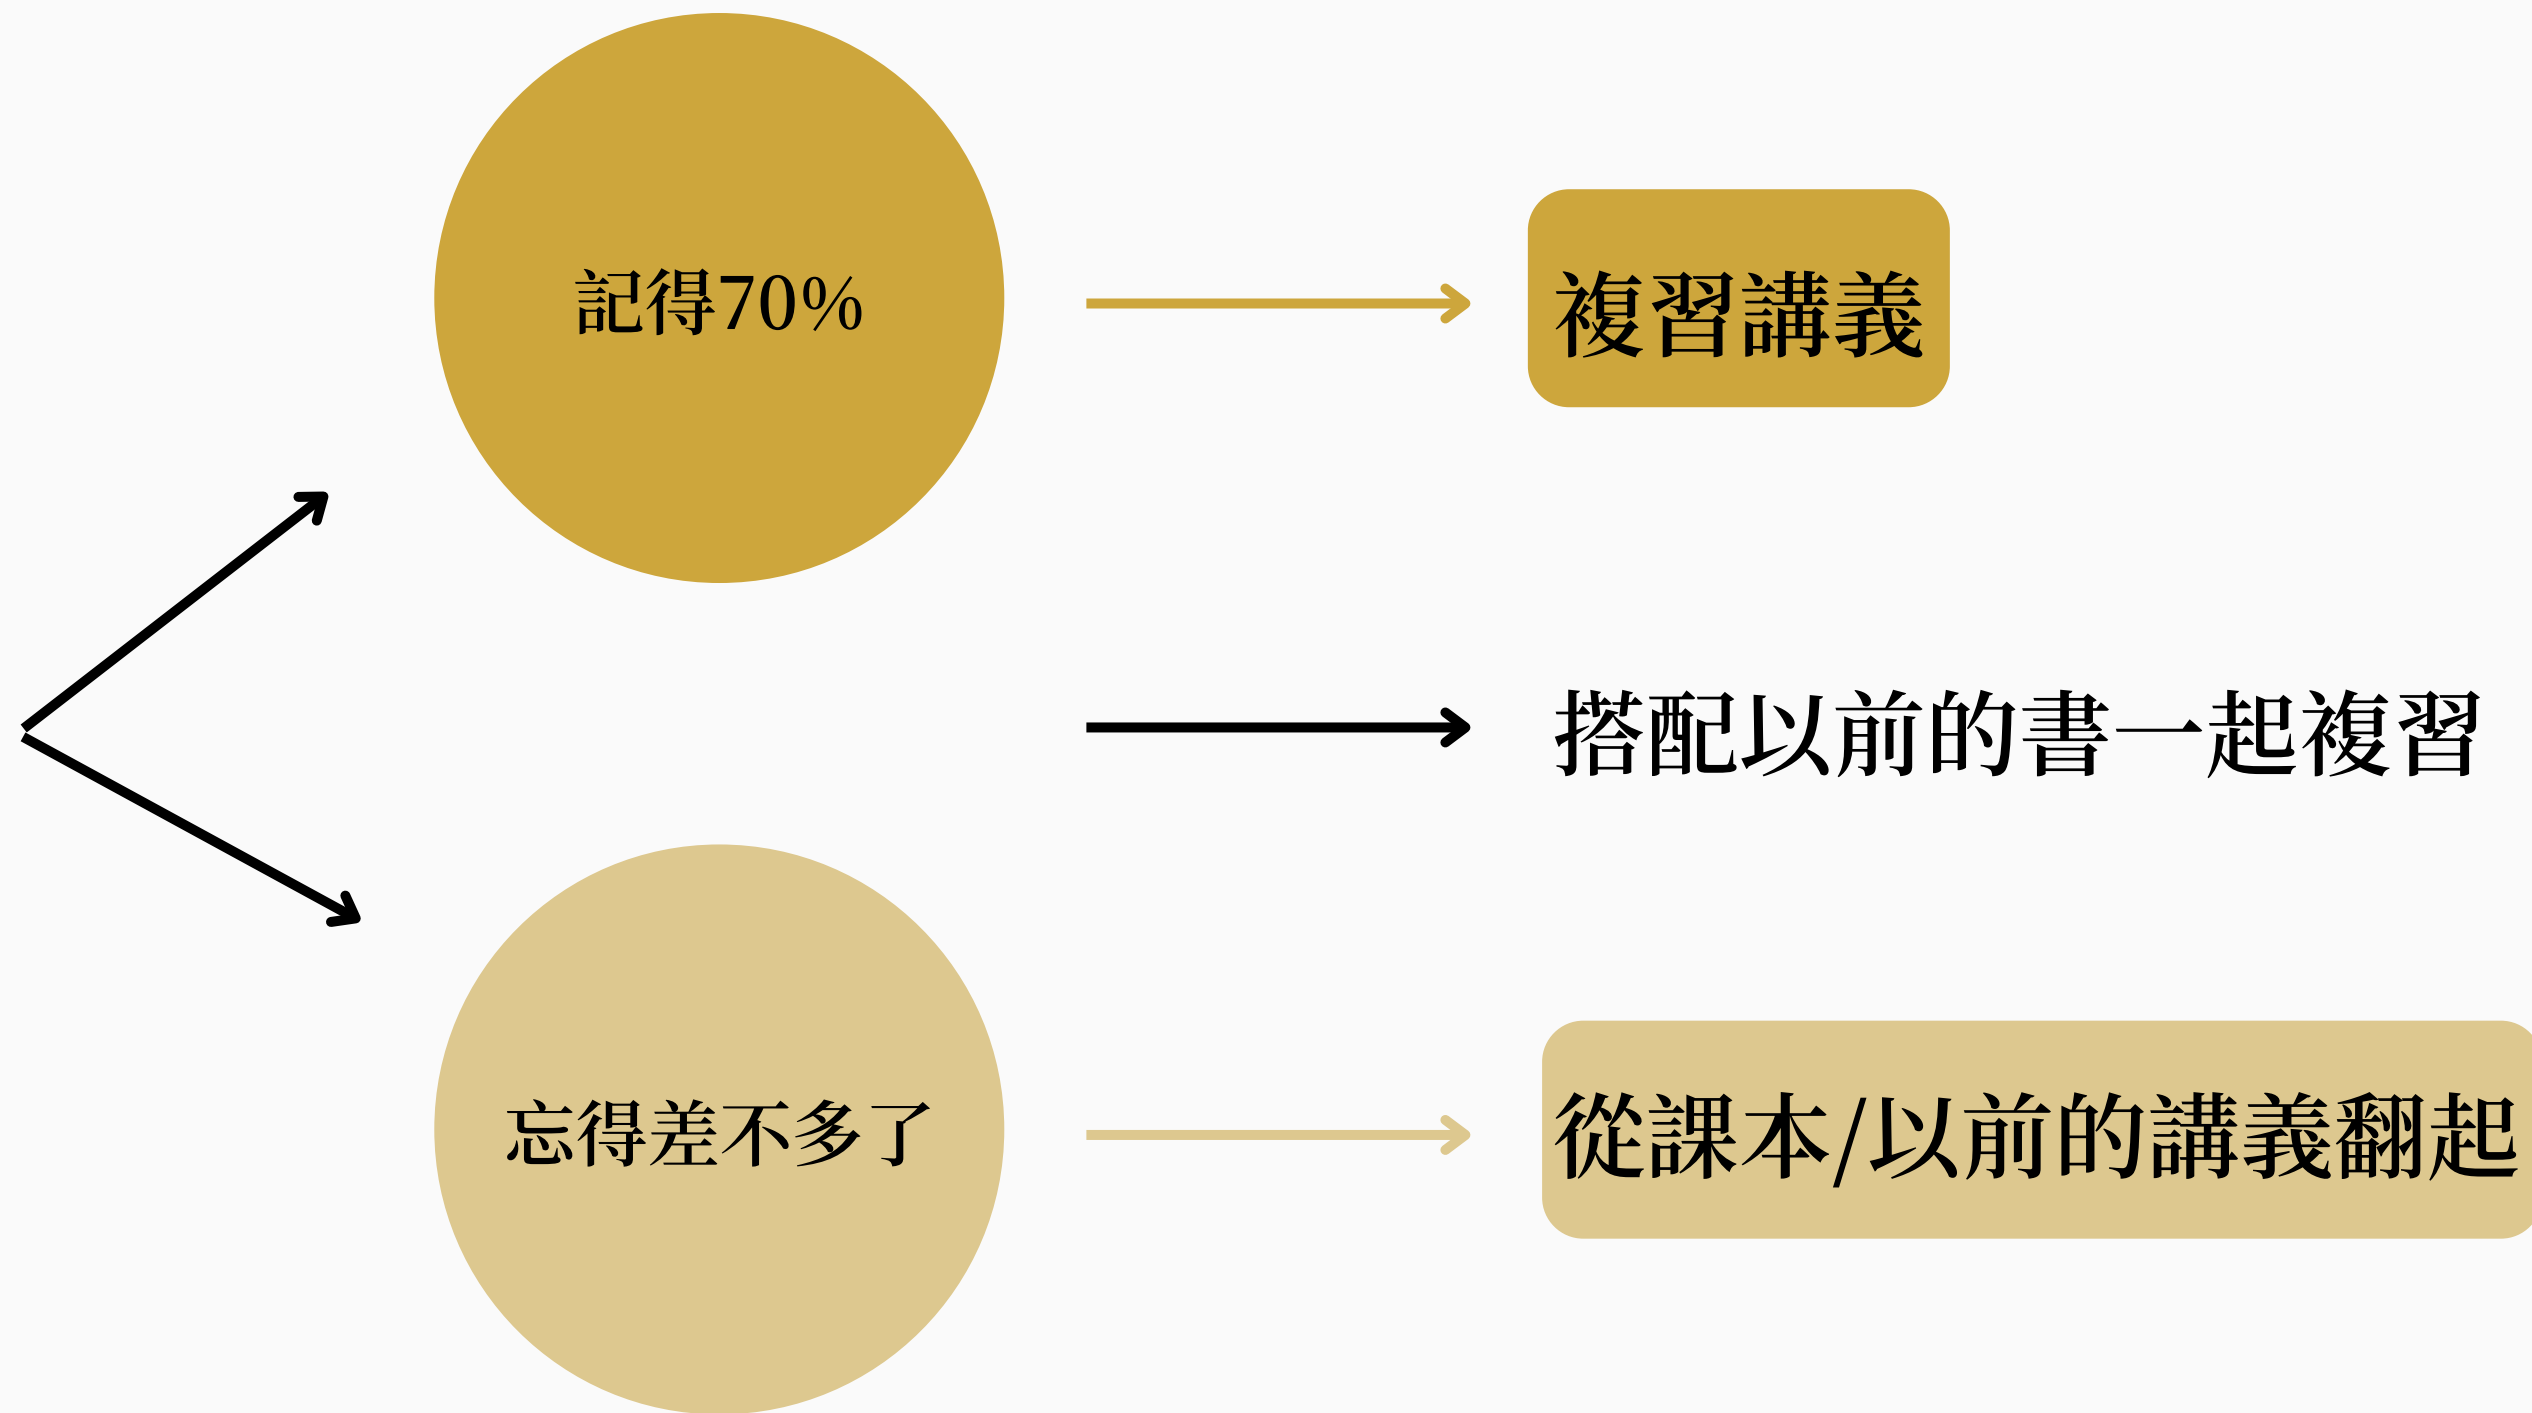 記得70%
複習講義
搭配以前的書一起複習
忘得差不多了
從課本/以前的講義翻起